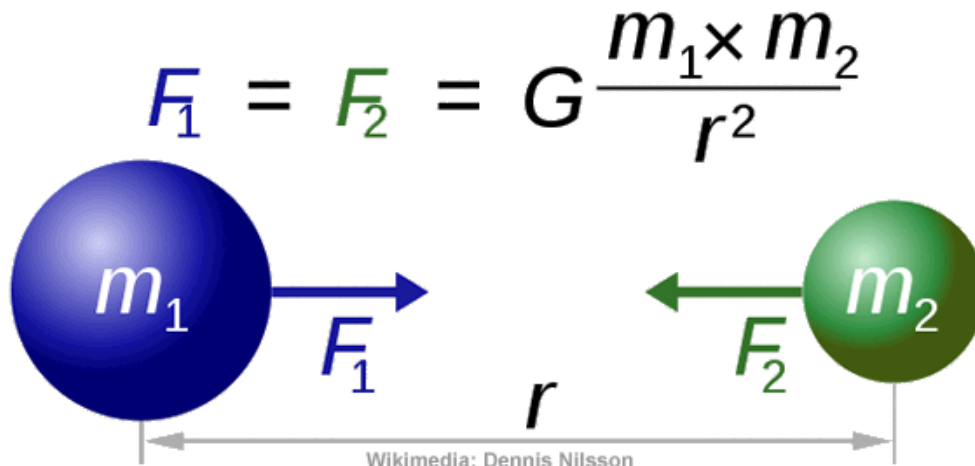 F₁ = F₂ = G m₁ × m₂ / r²
m₁
F₁
F₂
m₂
r
Wikimedia: Dennis Nilsson